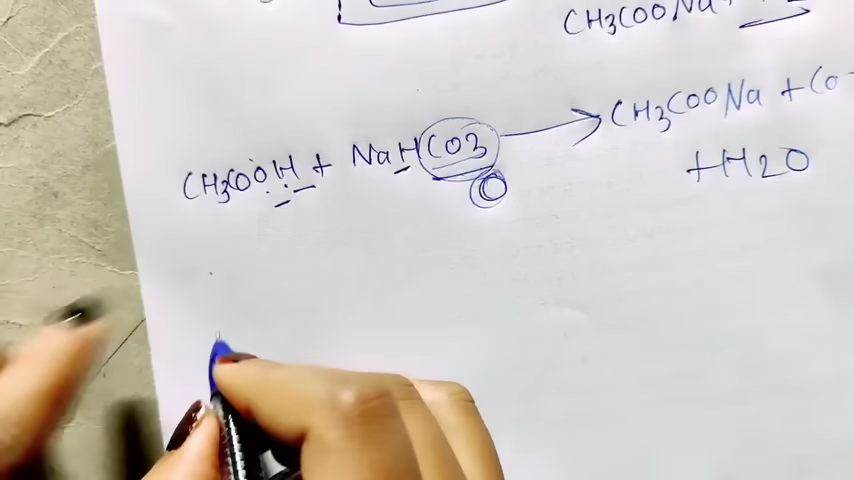 CH3COONa +
CH3COOH + NaHCO3 → CH3COONa + CO
+H2O